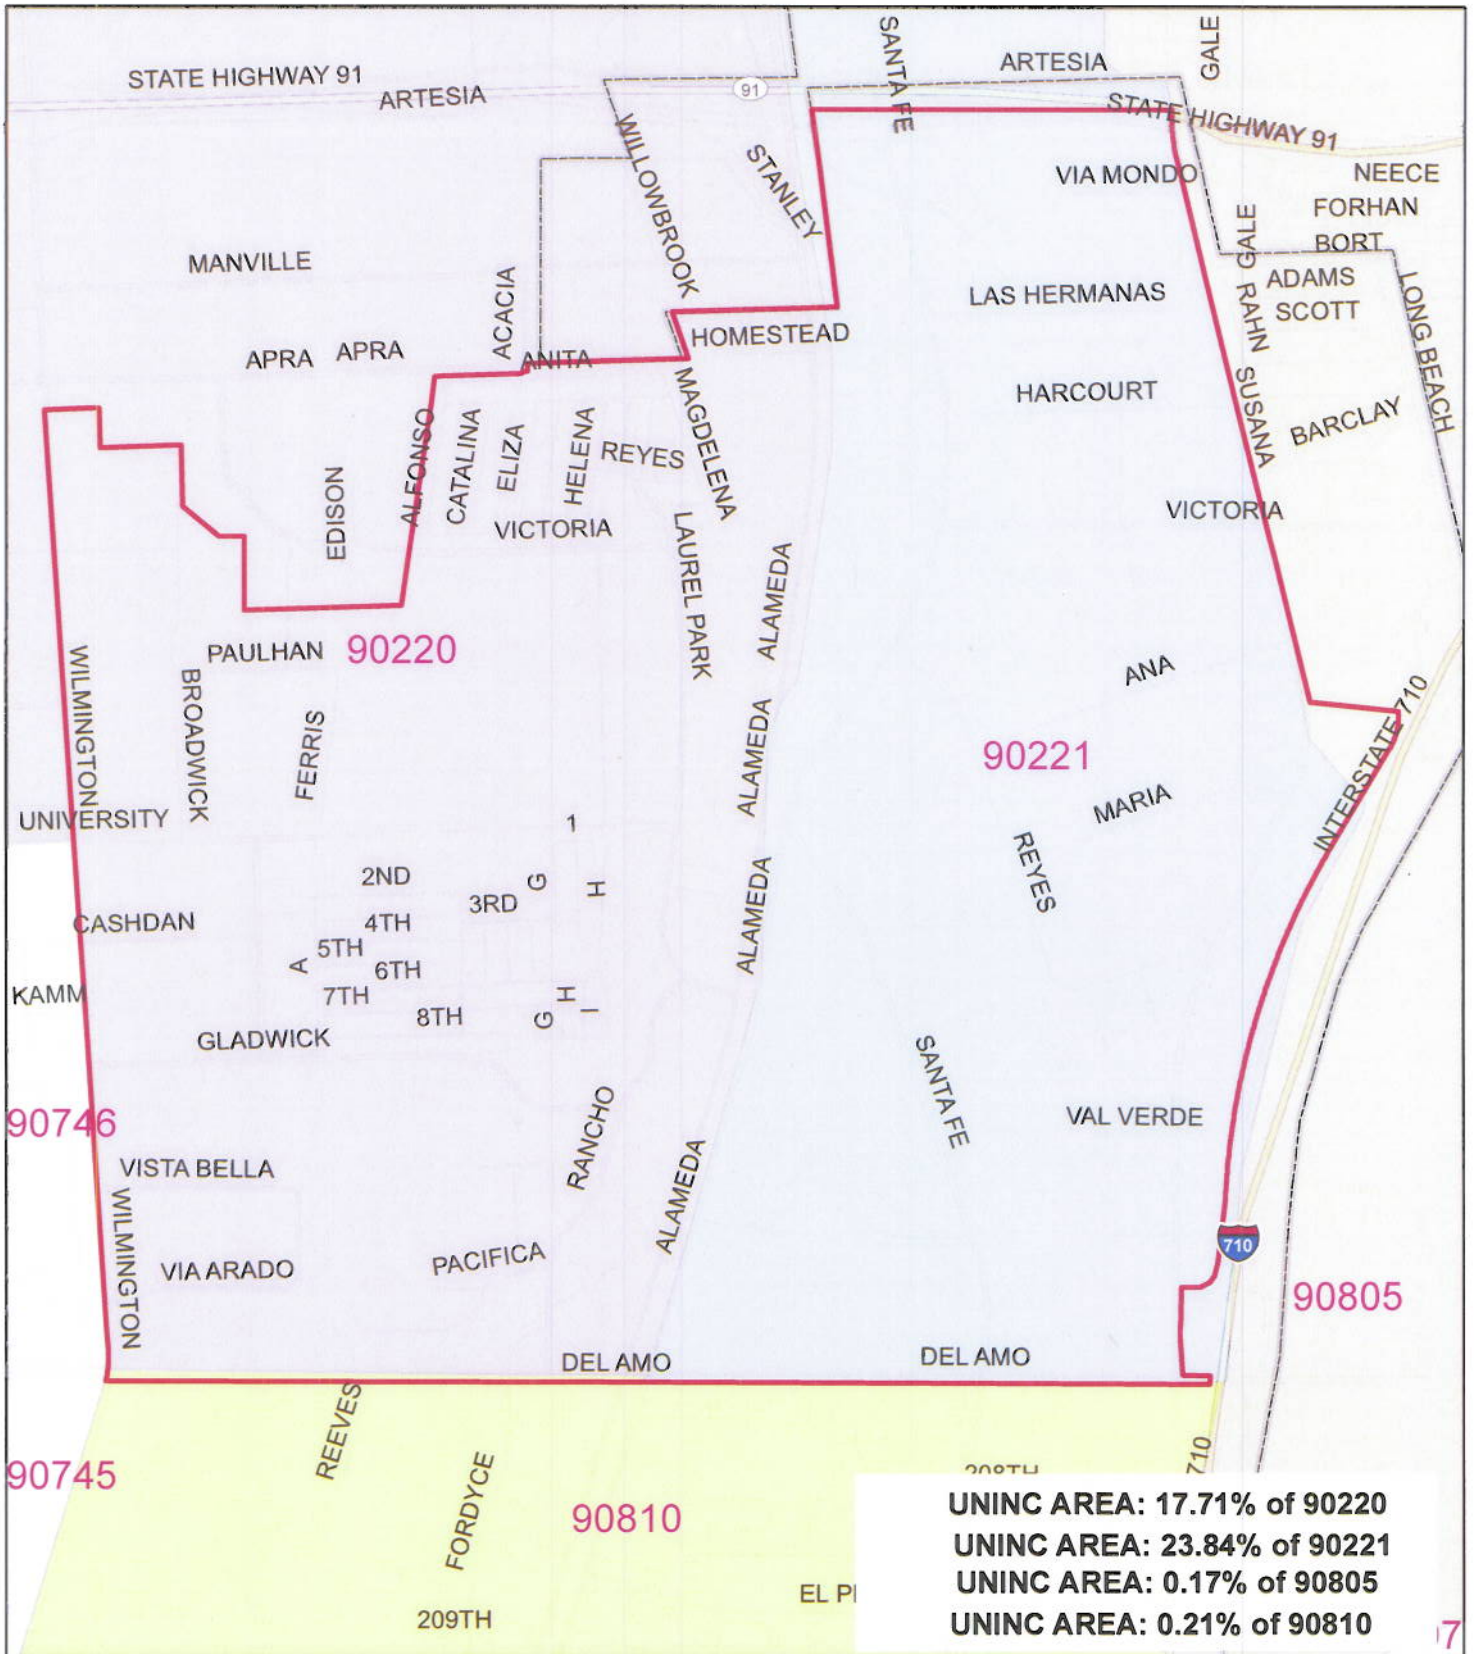 SANTA FE
GALE
ARTESIA
STATE HIGHWAY 91
ARTESIA
91
STATE HIGHWAY 91
WILLOWBROOK
STANLEY
VIA MONDO
NEECE
FORHAN
BORT
GALE
MANVILLE
ACACIA
LAS HERMANAS
RAHN
ADAMS
SCOTT
LONG BEACH
HOMESTEAD
APRA
APRA
ANITA
MAGDELENA
HARCOURT
SUSANA
BARCLAY
ALFONSO
CATALINA
ELIZA
HELENA
REYES
EDISON
VICTORIA
VICTORIA
LAUREL PARK
ALAMEDA
PAULHAN
90220
WILMINGTON
BROADWICK
FERRIS
ANA
ALAMEDA
90221
INTERSTATE 710
MARIA
UNIVERSITY
1
REYES
2ND
G
H
3RD
ALAMEDA
CASHDAN
4TH
5TH
A
6TH
KAMM
7TH
H
8TH
G
I
GLADWICK
SANTA FE
90746
RANCHO
VAL VERDE
VISTA BELLA
ALAMEDA
WILMINGTON
VIA ARADO
PACIFICA
710
90805
DEL AMO
DEL AMO
REEVES
90745
FORDYCE
208TH
710
90810
UNINC AREA: 17.71% of 90220
UNINC AREA: 23.84% of 90221
UNINC AREA: 0.17% of 90805
UNINC AREA: 0.21% of 90810
209TH